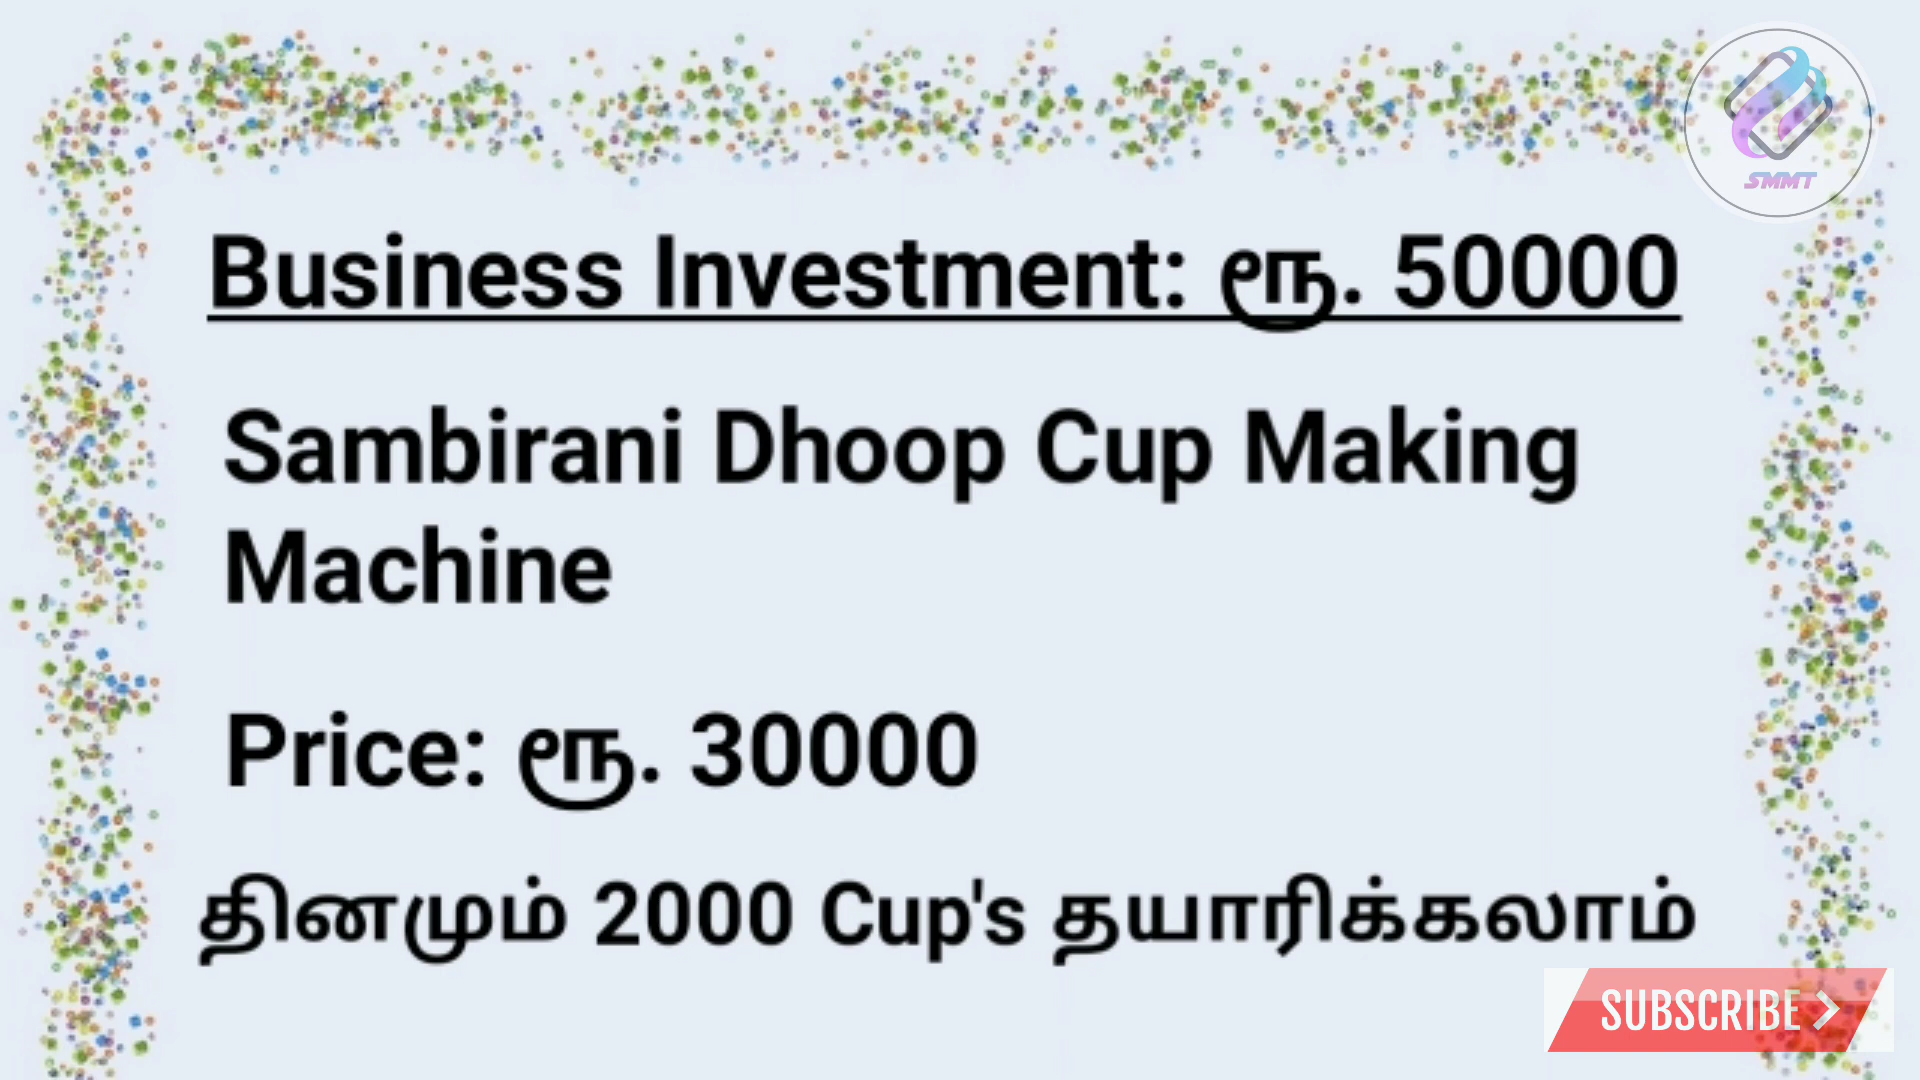 SMMT
Business Investment: ரூ. 50000
Sambirani Dhoop Cup Making
Machine
Price: ரூ. 30000
தினமும் 2000 Cup's தயாரிக்கலாம்
SUBSCRIBE